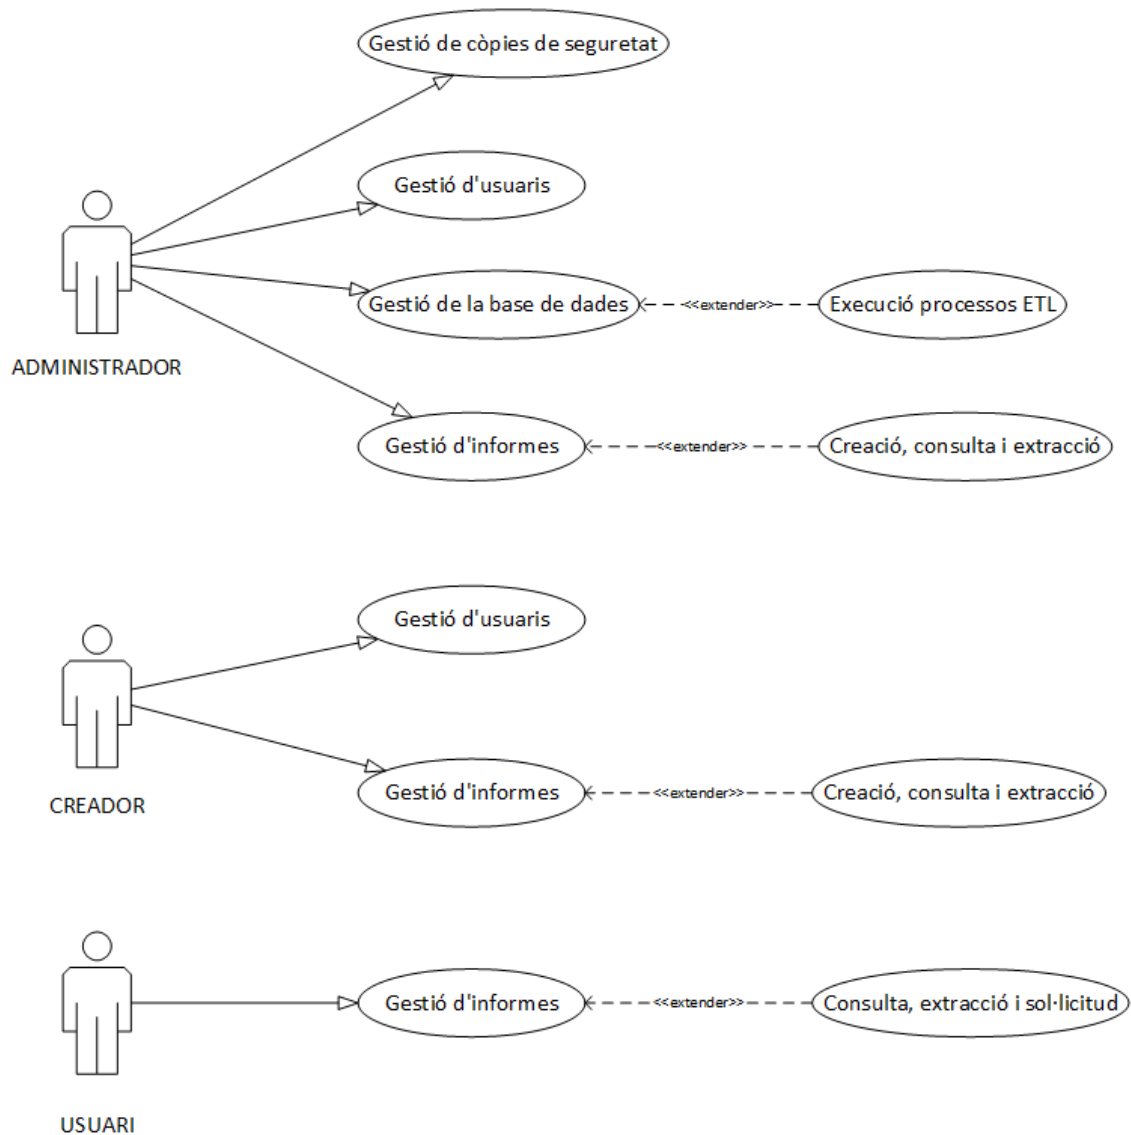 Gestió de còpies de seguretat
Gestió d'usuaris
Gestió de la base de dades
<<extender>>
Execució processos ETL
ADMINISTRADOR
Gestió d'informes
<<extender>>
Creació, consulta i extracció
Gestió d'usuaris
Gestió d'informes
<<extender>>
Creació, consulta i extracció
CREADOR
Gestió d'informes
<<extender>>
Consulta, extracció i sol·licitud
USUARI